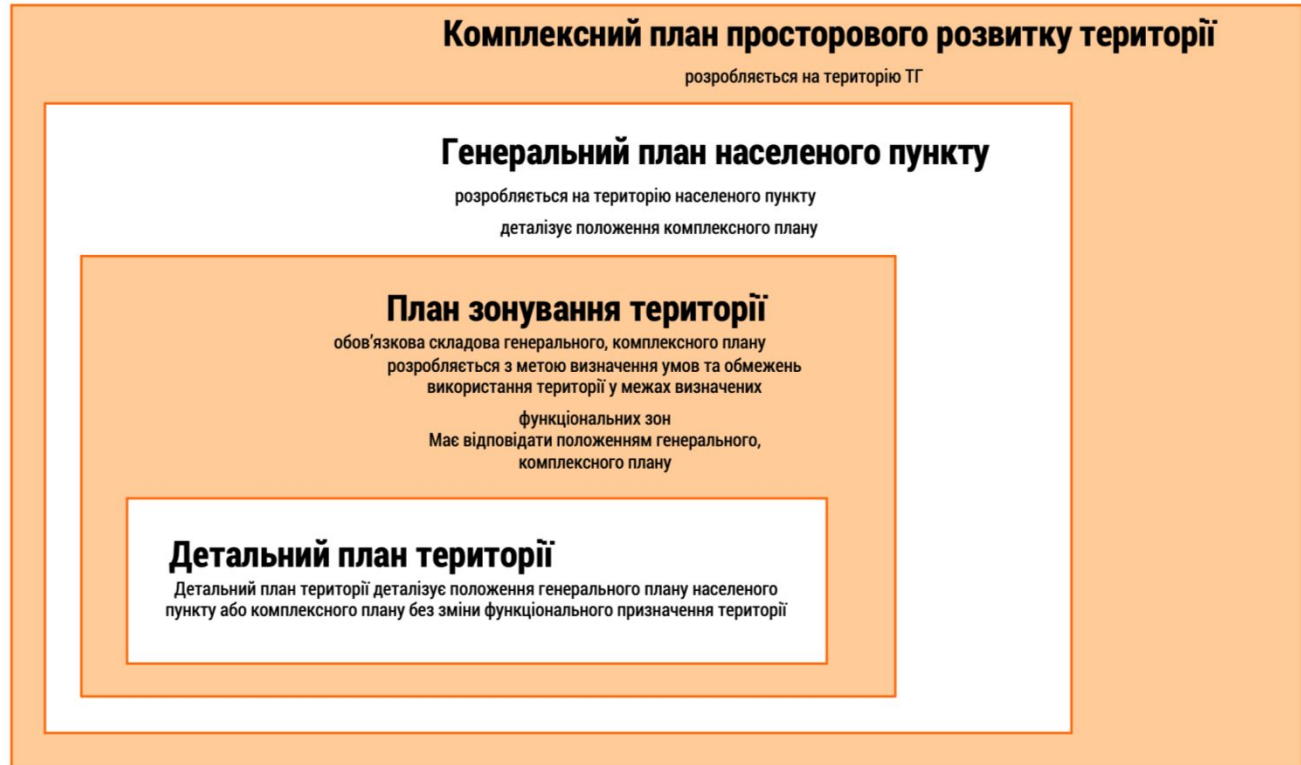 Комплексний план просторового розвитку території
розробляється на територію ТГ
Генеральний план населеного пункту
розробляється на територію населеного пункту
деталізує положення комплексного плану
План зонування території
обов’язкова складова генерального, комплексного плану
розробляється з метою визначення умов та обмежень
використання території у межах визначених
функціональних зон
Має відповідати положенням генерального,
комплексного плану
Детальний план території
Детальний план території деталізує положення генерального плану населеного
пункту або комплексного плану без зміни функціонального призначення території